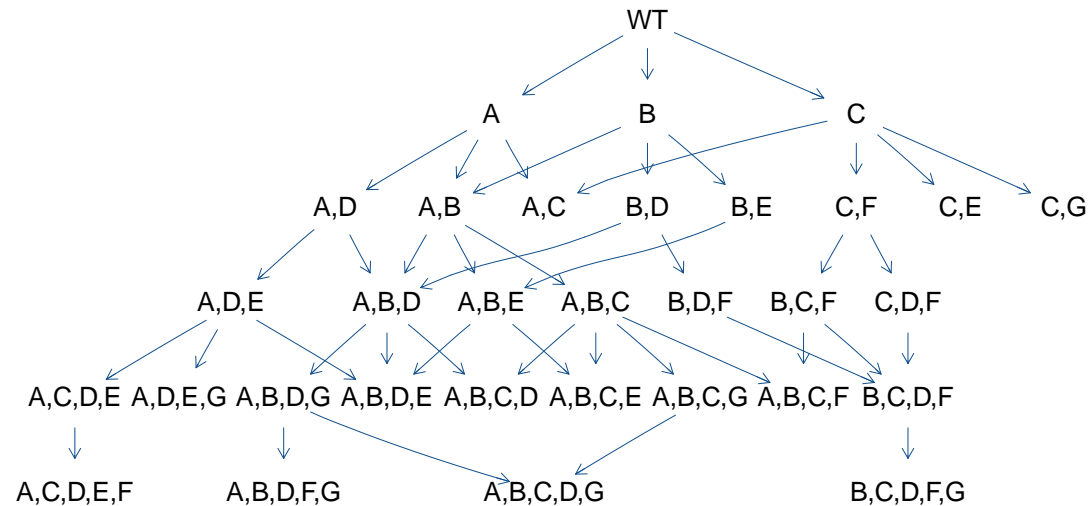 WT
A B C
A,D A,B A,C B,D B,E C,F C,E C,G
A,D,E A,B,D A,B,E A,B,C B,D,F B,C,F C,D,F
A,C,D,E A,D,E,G A,B,D,G A,B,D,E A,B,C,D A,B,C,E A,B,C,G A,B,C,F B,C,D,F
A,C,D,E,F A,B,D,F,G A,B,C,D,G B,C,D,F,G